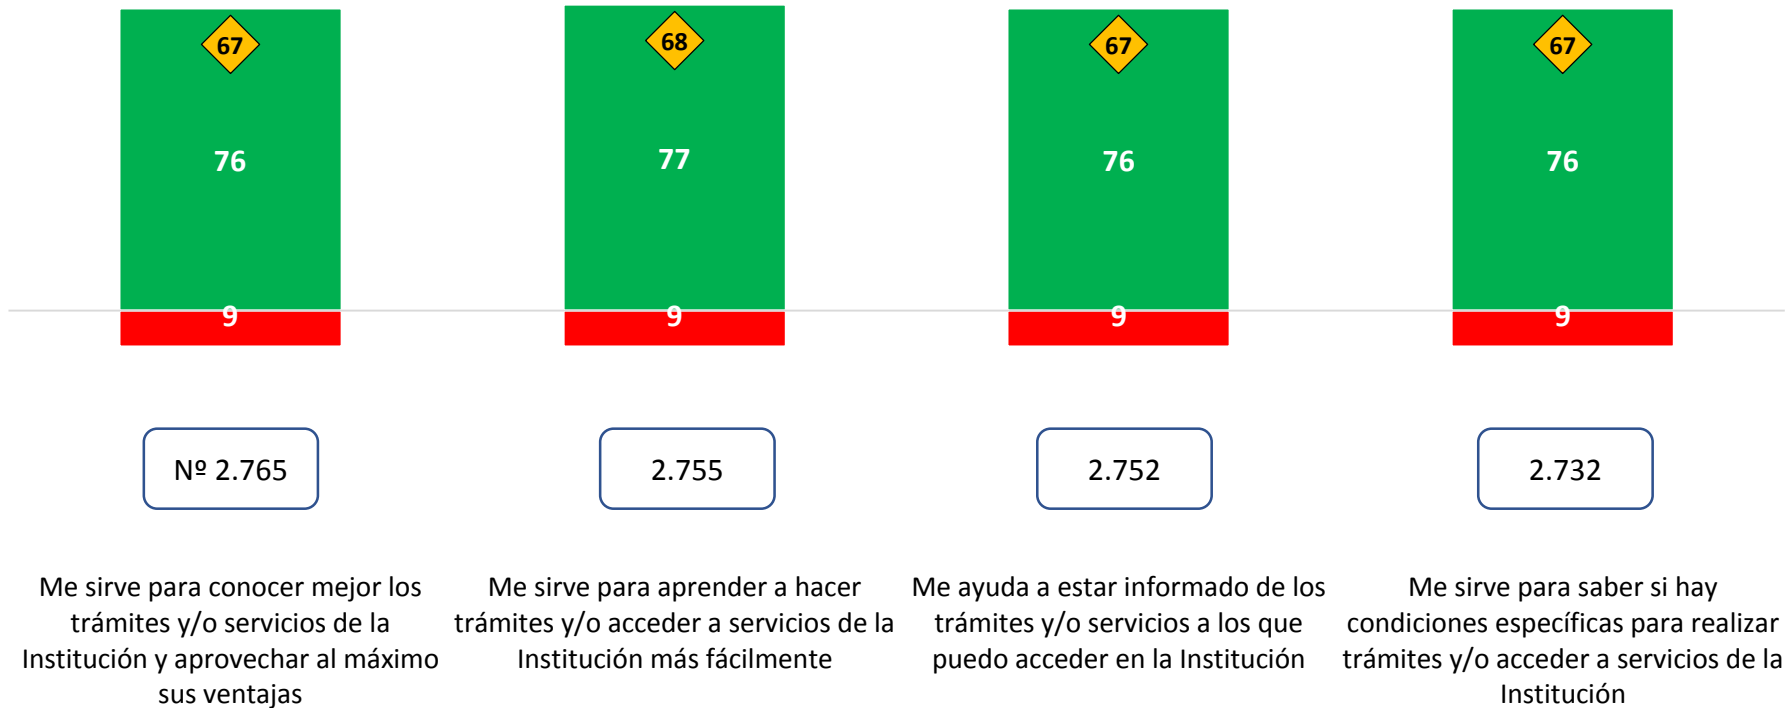 67
68
67
67
76
77
76
76
9
9
9
9
Nº 2.765
2.755
2.752
2.732
Me sirve para conocer mejor los
trámites y/o servicios de la
Institución y aprovechar al máximo
sus ventajas
Me sirve para aprender a hacer
trámites y/o acceder a servicios de la
Institución más fácilmente
Me ayuda a estar informado de los
trámites y/o servicios a los que
puedo acceder en la Institución
Me sirve para saber si hay
condiciones específicas para realizar
trámites y/o acceder a servicios de la
Institución